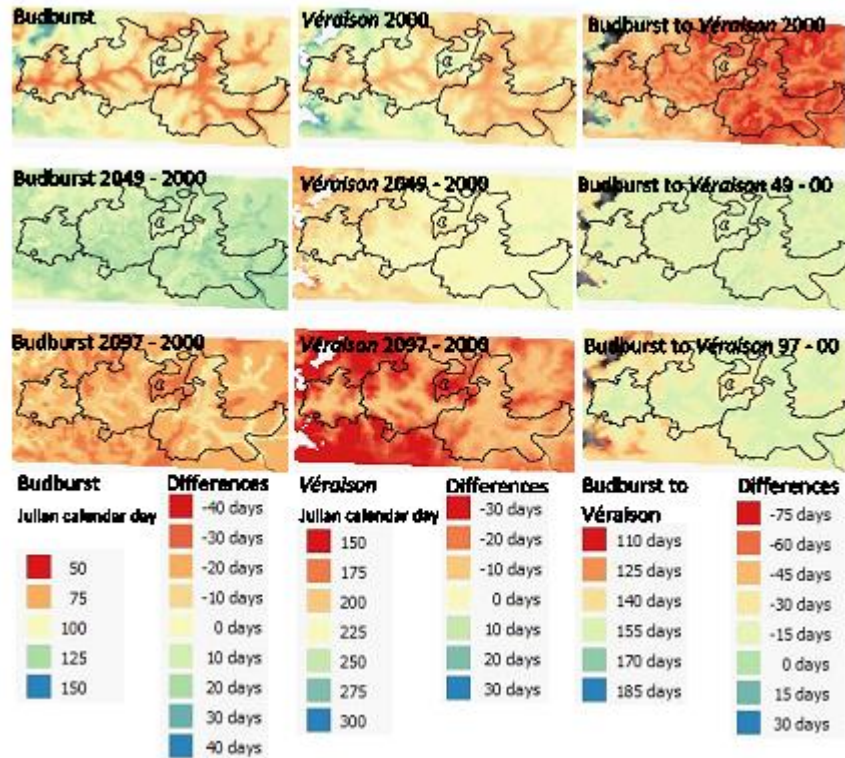 Budburst
Véraison 2000
Budburst to Véraison 2000
Budburst 2049 - 2000
Véraison 2049 - 2000
Budburst to Véraison 49 - 00
Budburst 2097 - 2000
Véraison 2097 - 2000
Budburst to Véraison 97 - 00
Budburst
Julian calendar day
50
75
100
125
150
Differences
-40 days
-30 days
-20 days
-10 days
0 days
10 days
20 days
30 days
40 days
Véraison
Julian calendar day
150
175
200
225
250
275
300
Differences
-30 days
-20 days
-10 days
0 days
10 days
20 days
30 days
Budburst to
Véraison
110 days
125 days
140 days
155 days
170 days
185 days
Differences
-75 days
-60 days
-45 days
-30 days
-15 days
0 days
15 days
30 days